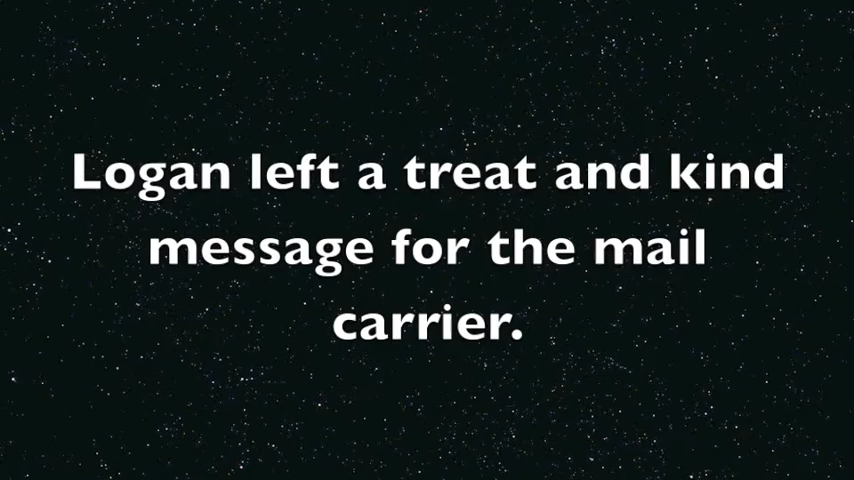 Logan left a treat and kind
message for the mail
carrier.